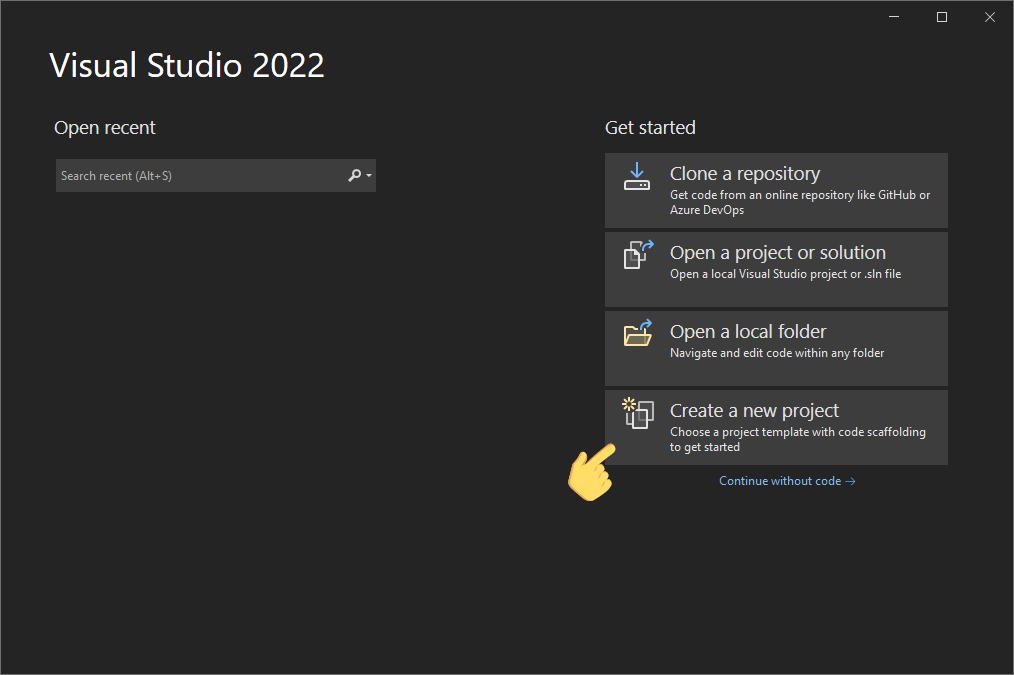 Visual Studio 2022
Open recent
Search recent (Alt+S)
Get started
Clone a repository
Get code from an online repository like GitHub or
Azure DevOps
Open a project or solution
Open a local Visual Studio project or .sln file
Open a local folder
Navigate and edit code within any folder
Create a new project
Choose a project template with code scaffolding
to get started
Continue without code →